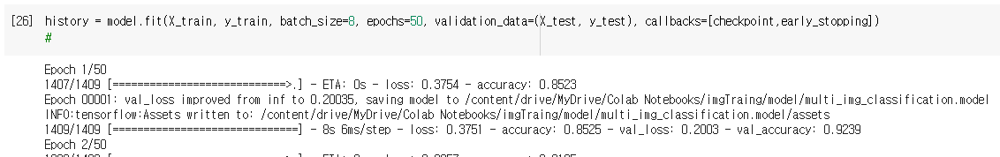 [26] history = model.fit(X_train, y_train, batch_size=8, epochs=50, validation_data=(X_test, y_test), callbacks=[checkpoint,early_stopping])
#
Epoch 1/50
1407/1409 [============================>.] - ETA: 0s - loss: 0.3754 - accuracy: 0.8523
Epoch 00001: val_loss improved from inf to 0.20035, saving model to /content/drive/MyDrive/Colab Notebooks/imgTraing/model/multi_img_classification.model
INFO:tensorflow:Assets written to: /content/drive/MyDrive/Colab Notebooks/imgTraing/model/multi_img_classification.model/assets
1409/1409 [==============================] - 8s 6ms/step - loss: 0.3751 - accuracy: 0.8525 - val_loss: 0.2003 - val_accuracy: 0.9239
Epoch 2/50